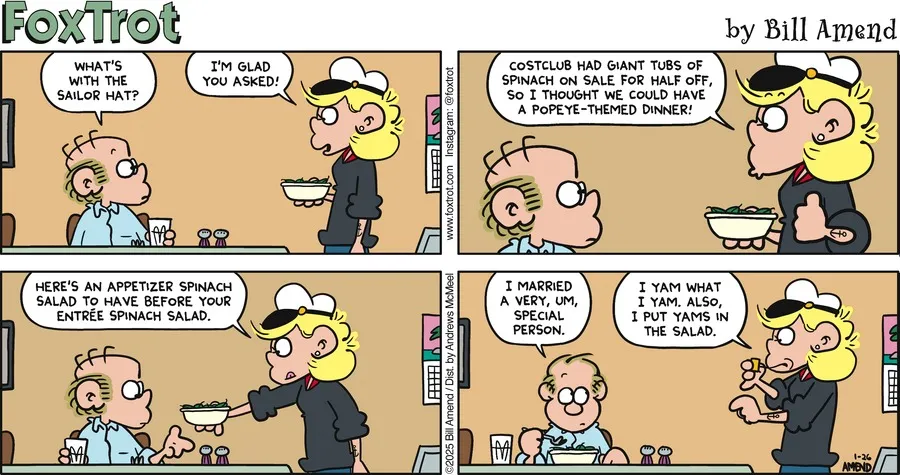 FoxTrot
by Bill Amend
WHAT'S
WITH THE
SAILOR HAT?
I'M GLAD
YOU ASKED!
COSTCLUB HAD GIANT TUBS OF
SPINACH ON SALE FOR HALF OFF,
SO I THOUGHT WE COULD HAVE
A POPEYE-THEMED DINNER!
www.foxtrot.com Instagram: @foxtrot
HERE'S AN APPETIZER SPINACH
SALAD TO HAVE BEFORE YOUR
ENTRÉE SPINACH SALAD.
I MARRIED
A VERY, UM,
SPECIAL
PERSON.
I YAM WHAT
I YAM. ALSO,
I PUT YAMS IN
THE SALAD.
©2025 Bill Amend / Dist. by Andrews McMeel
1-26
AMEND